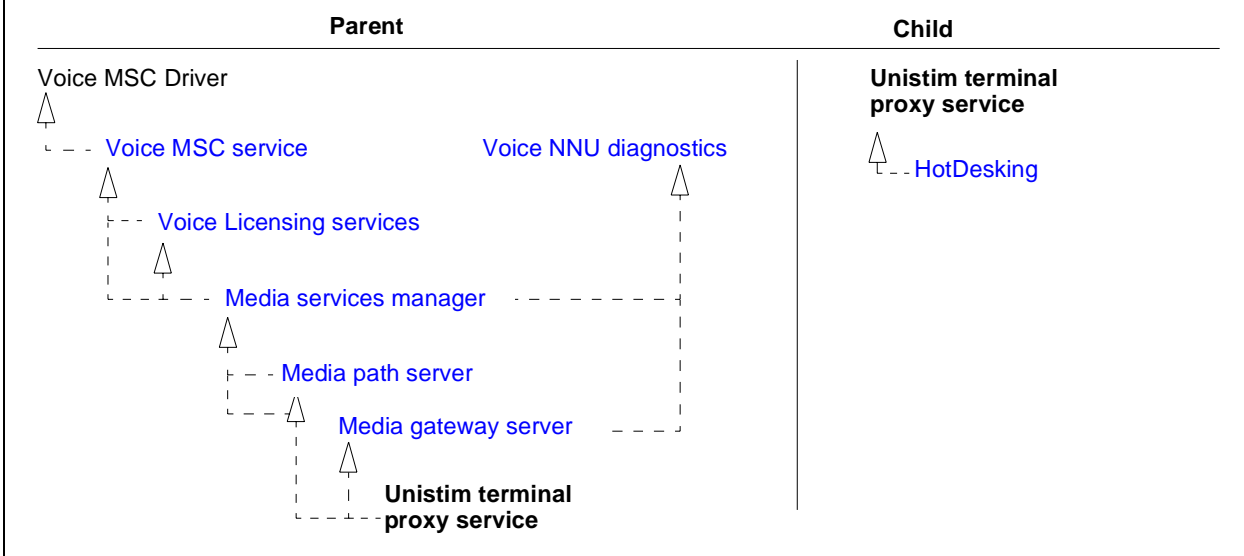 Parent
Child
Voice MSC Driver
Unistim terminal
proxy service
Voice MSC service
Voice NNU diagnostics
HotDesking
Voice Licensing services
Media services manager
Media path server
Media gateway server
Unistim terminal
proxy service